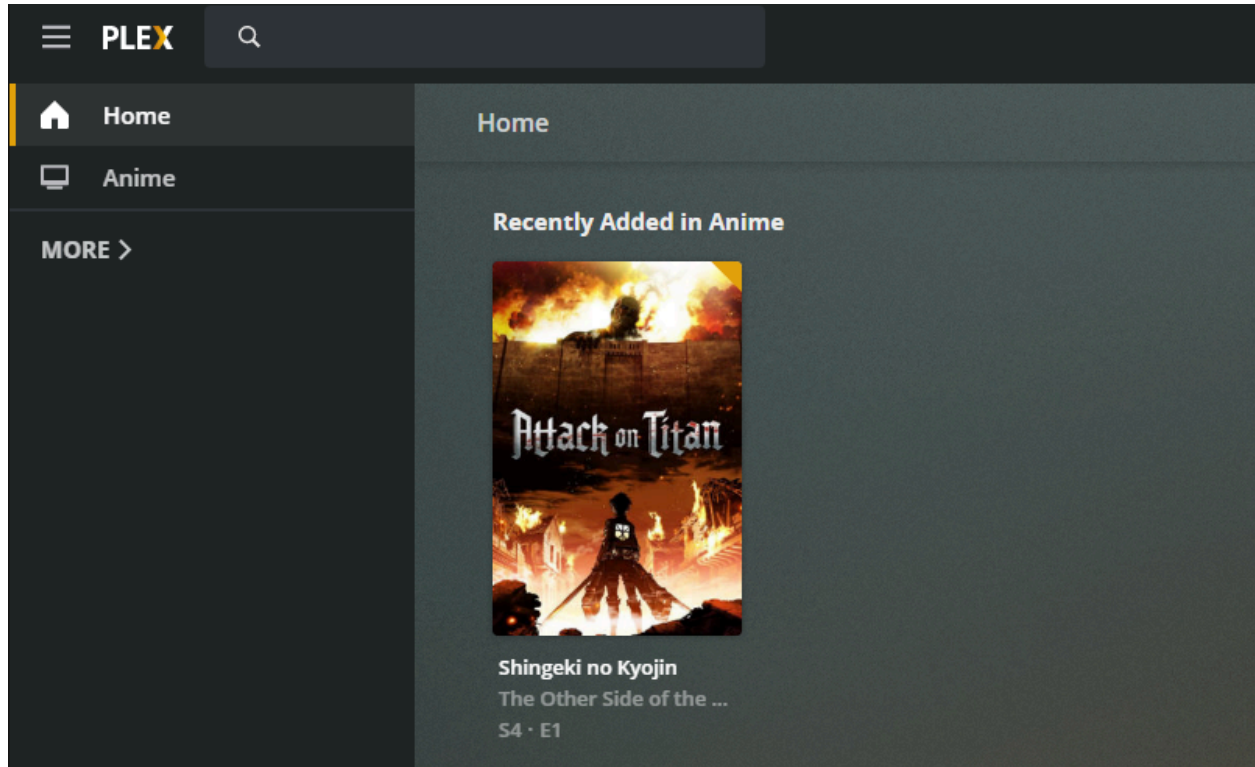 PLEX
Home
Anime
MORE >
Home
Recently Added in Anime
Attack on Titan
Shingeki no Kyojin
The Other Side of the ...
S4 · E1